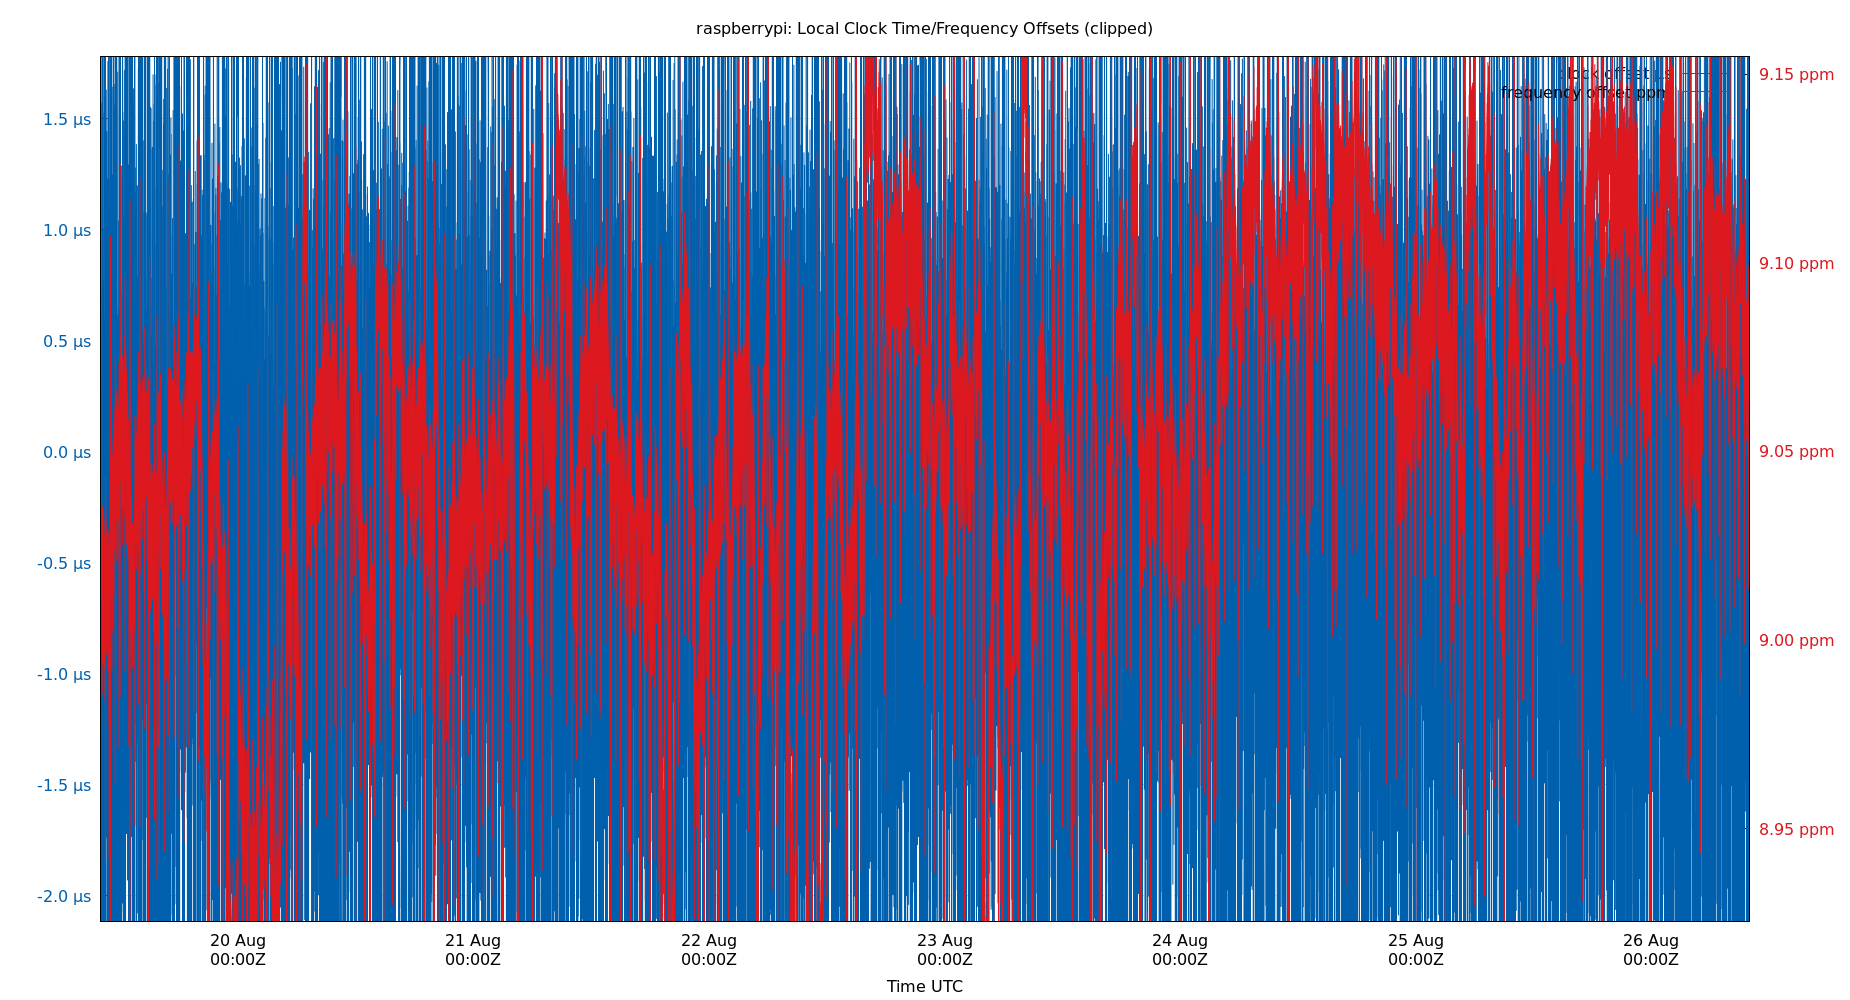 raspberrypi: Local Clock Time/Frequency Offsets (clipped)
clock offset µs
frequency offset ppm
1.5 µs
1.0 µs
0.5 µs
0.0 µs
-0.5 µs
-1.0 µs
-1.5 µs
-2.0 µs
9.15 ppm
9.10 ppm
9.05 ppm
9.00 ppm
8.95 ppm
20 Aug
00:00Z
21 Aug
00:00Z
22 Aug
00:00Z
23 Aug
00:00Z
24 Aug
00:00Z
25 Aug
00:00Z
26 Aug
00:00Z
Time UTC